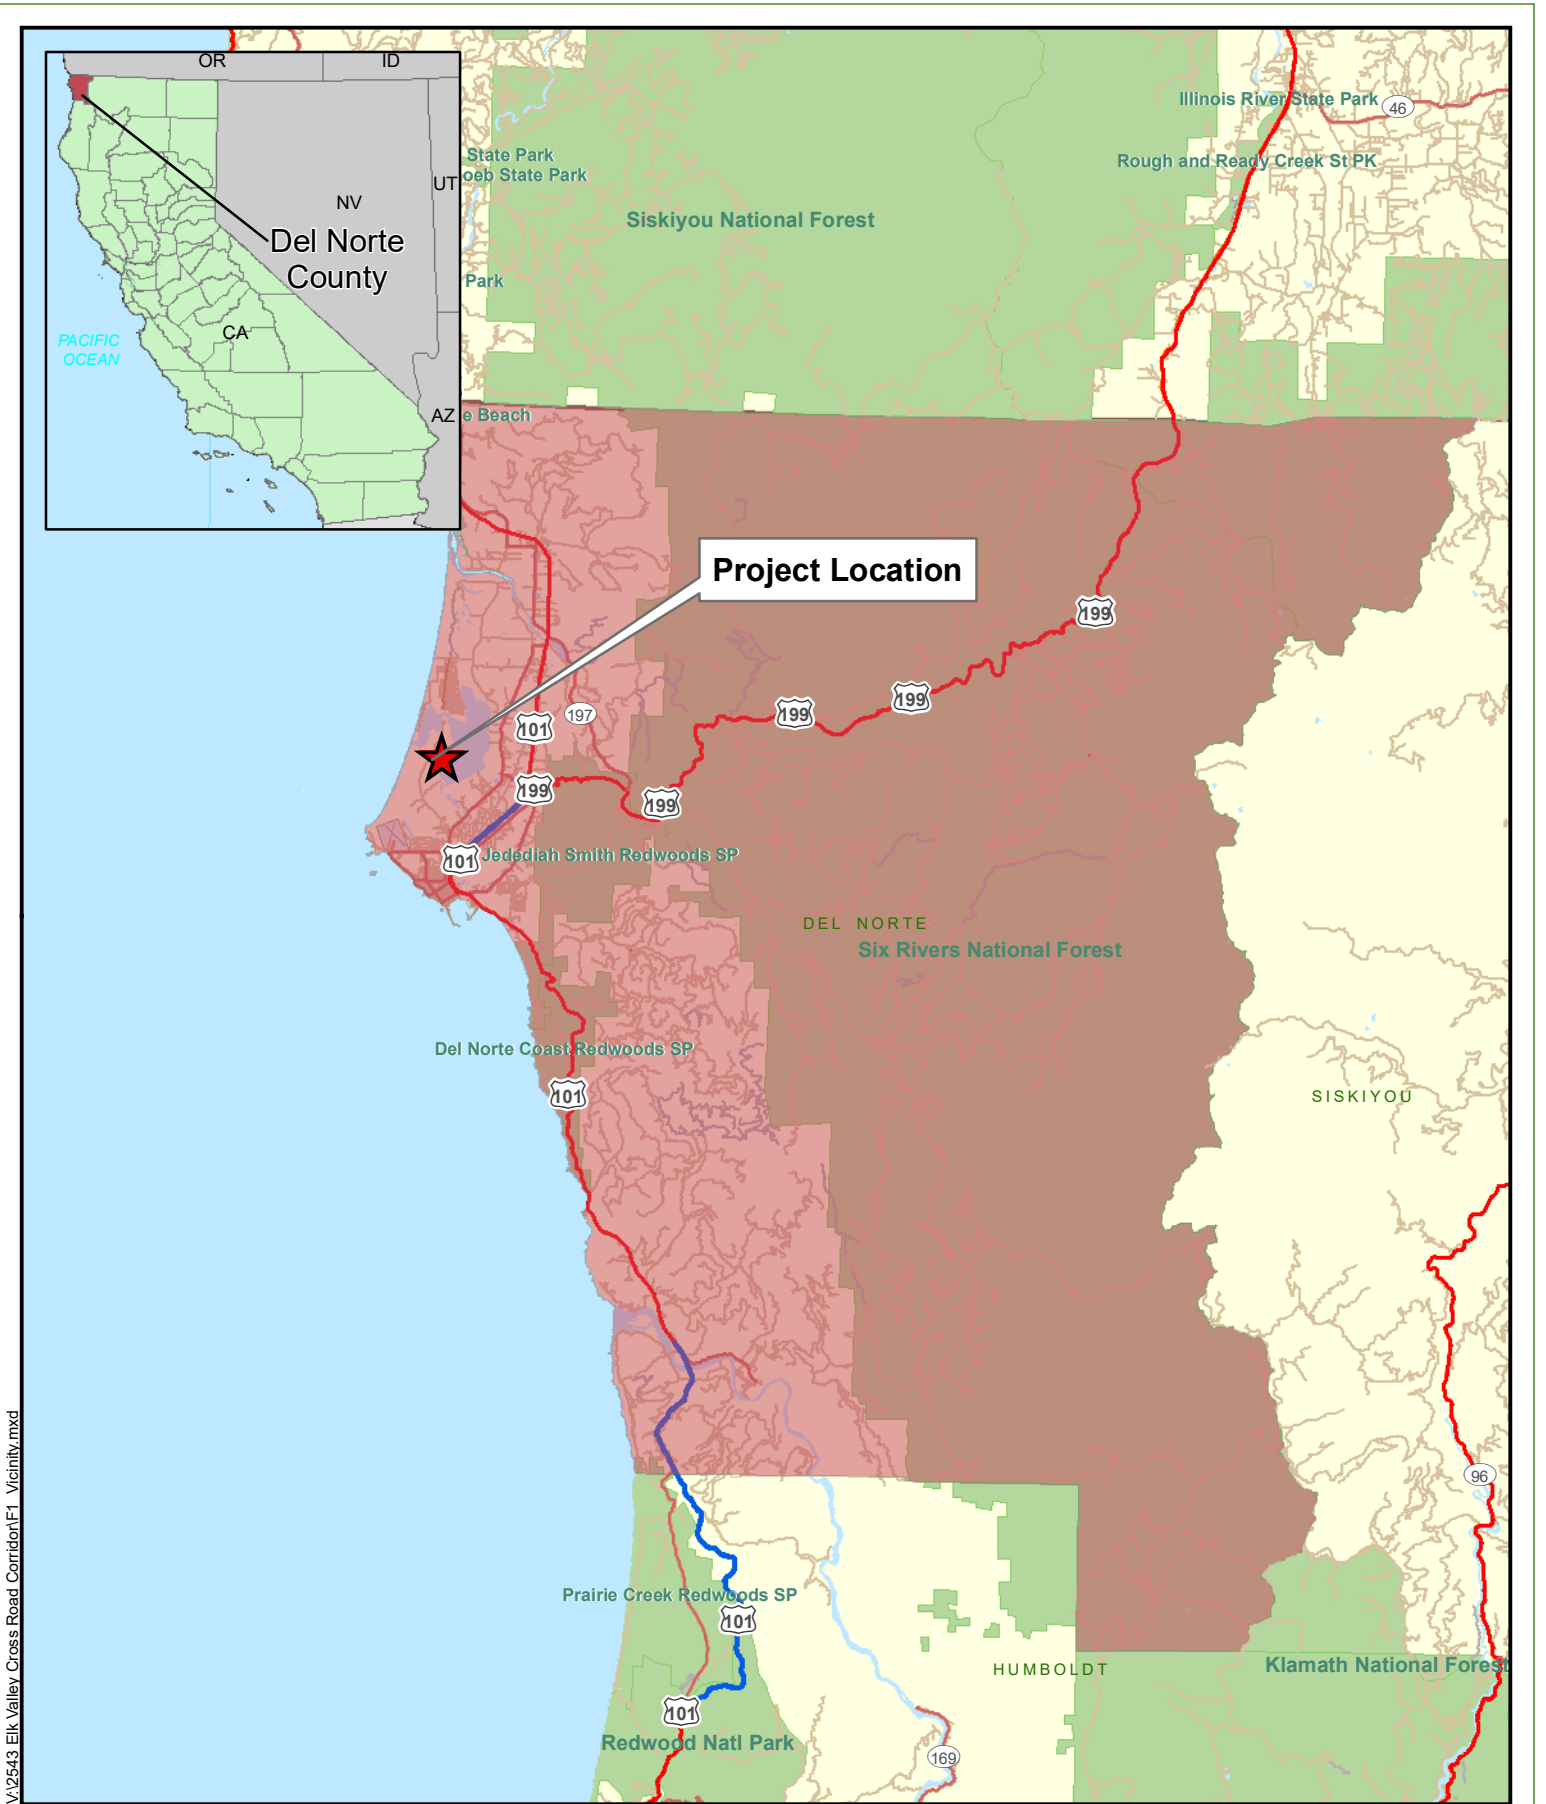 OR
ID
UT
NV
Del Norte
County
CA
PACIFIC
OCEAN
AZ
Illinois River State Park
46
Rough and Ready Creek St PK
State Park
oeb State Park
Siskiyou National Forest
Park
e Beach
Project Location
199
199
199
197
101
199
199
101
Jedediah Smith Redwoods SP
DEL NORTE
Six Rivers National Forest
Del Norte Coast Redwoods SP
101
SISKIYOU
96
Prairie Creek Redwoods SP
101
HUMBOLDT
Klamath National Forest
101
Redwood Natl Park
169
V:\2543 Elk Valley Cross Road Corridor\F1 Vicinity.mxd